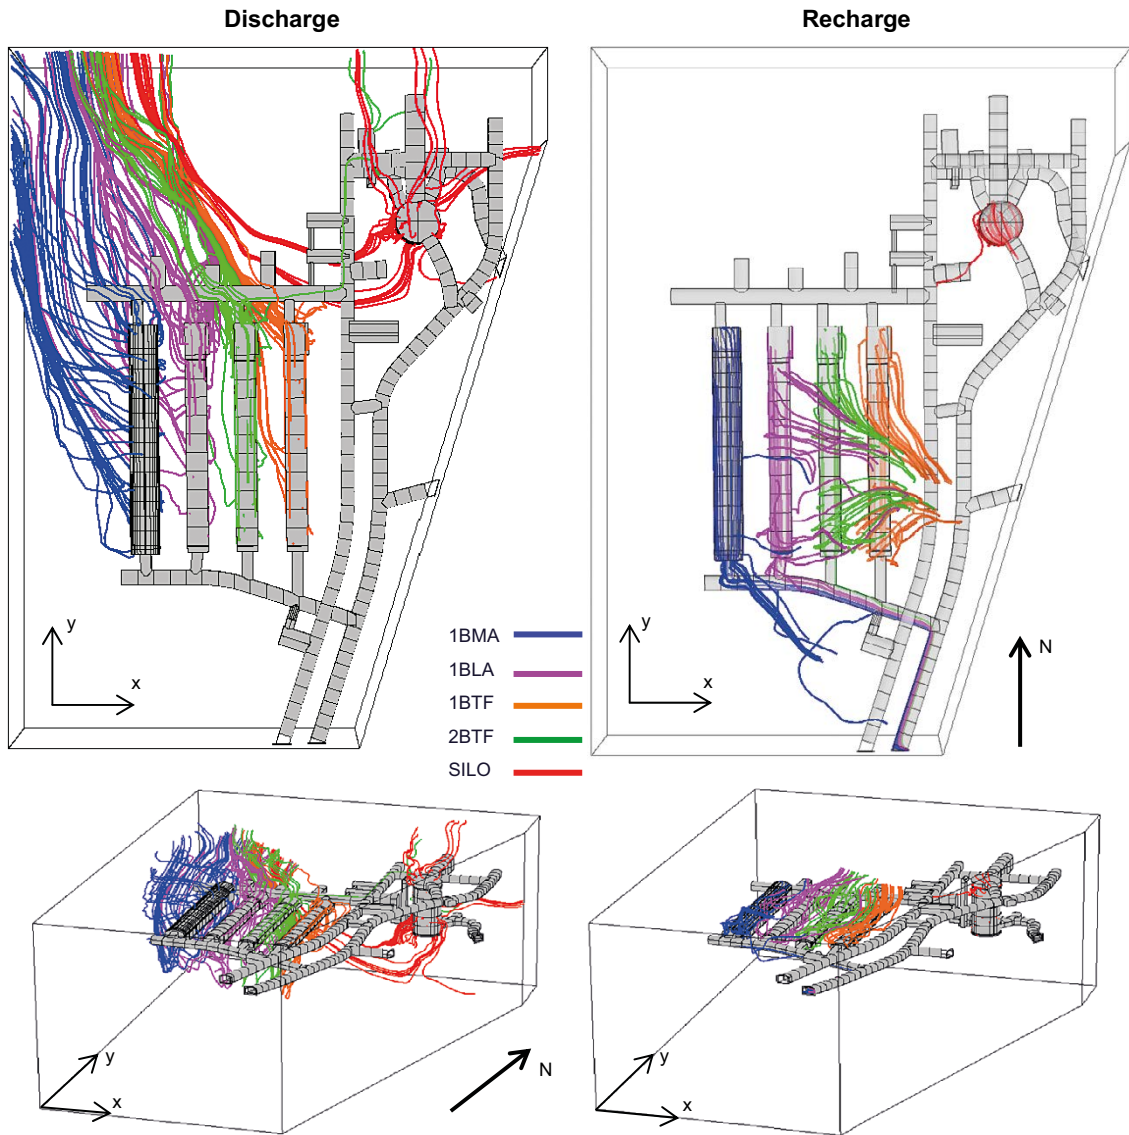 Discharge
Recharge
y
x
1BMA
1BLA
1BTF
2BTF
SILO
y
x
N
y
x
N
y
x